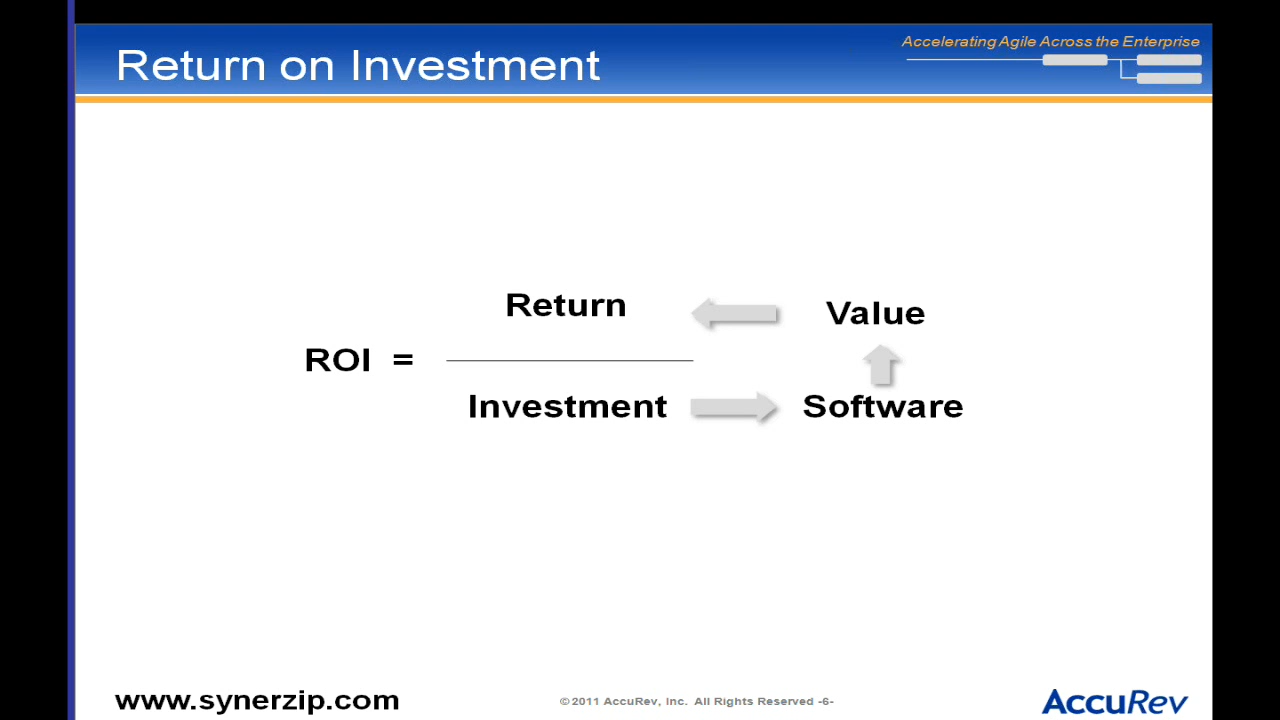 Accelerating Agile Across the Enterprise
Return on Investment
Return
Value
ROI =
Investment
Software
www.synerzip.com
©2011 AccuRev, Inc. All Rights Reserved -6-
AccuRev